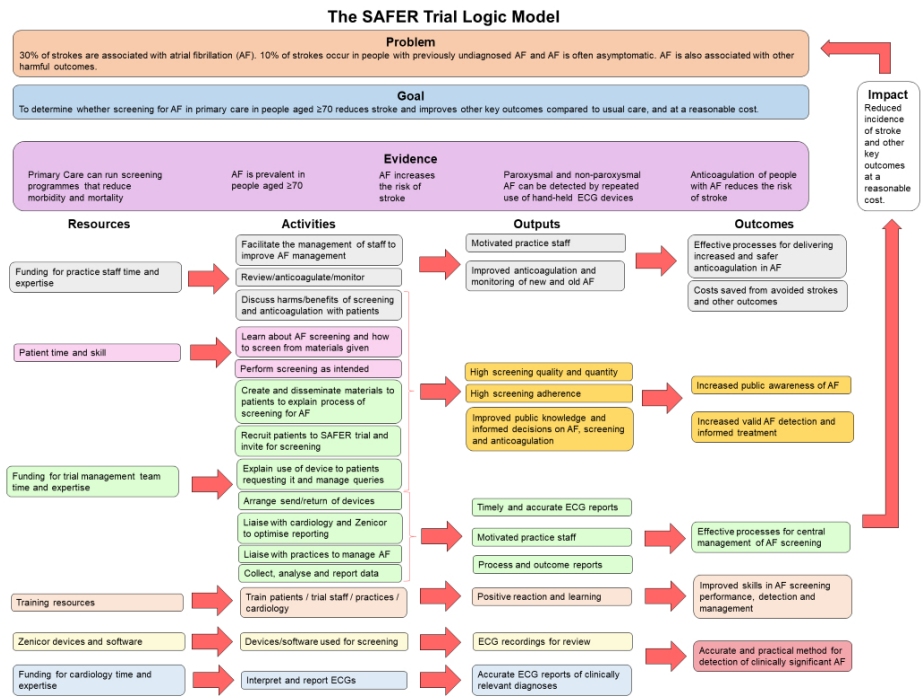 The SAFER Trial Logic Model
Problem
30% of strokes are associated with atrial fibrillation (AF). 10% of strokes occur in people with previously undiagnosed AF and AF is often asymptomatic. AF is also associated with other
harmful outcomes.
Goal
To determine whether screening for AF in primary care in people aged ≥70 reduces stroke and improves other key outcomes compared to usual care, and at a reasonable cost.
Impact
Reduced
incidence
of stroke
and other
key
outcomes
at a
reasonable
cost.
Evidence
Primary Care can run screening
programmes that reduce
morbidity and mortality
AF is prevalent in
people aged ≥70
AF increases
the risk of
stroke
Paroxysmal and non-paroxysmal
AF can be detected by repeated
use of hand-held ECG devices
Anticoagulation of people
with AF reduces the risk
of stroke
Resources
Activities
Outputs
Outcomes
Funding for practice staff time and
expertise
Facilitate the management of staff to
improve AF management
Review/anticoagulate/monitor
Discuss harms/benefits of screening
and anticoagulation with patients
Motivated practice staff
Improved anticoagulation and
monitoring of new and old AF
Effective processes for delivering
increased and safer
anticoagulation in AF
Costs saved from avoided strokes
and other outcomes
Patient time and skill
Learn about AF screening and how
to screen from materials given
Perform screening as intended
Create and disseminate materials to
patients to explain process of
screening for AF
Recruit patients to SAFER trial and
invite for screening
High screening quality and quantity
High screening adherence
Improved public knowledge and
informed decisions on AF, screening
and anticoagulation
Increased public awareness of AF
Increased valid AF detection and
informed treatment
Funding for trial management team
time and expertise
Explain use of device to patients
requesting it and manage queries
Arrange send/return of devices
Liaise with cardiology and Zenicor
to optimise reporting
Liaise with practices to manage AF
Collect, analyse and report data
Timely and accurate ECG reports
Motivated practice staff
Process and outcome reports
Effective processes for central
management of AF screening
Training resources
Train patients / trial staff / practices /
cardiology
Positive reaction and learning
Improved skills in AF screening
performance, detection and
management
Zenicor devices and software
Devices/software used for screening
ECG recordings for review
Accurate and practical method for
detection of clinically significant AF
Funding for cardiology time and
expertise
Interpret and report ECGs
Accurate ECG reports of clinically
relevant diagnoses